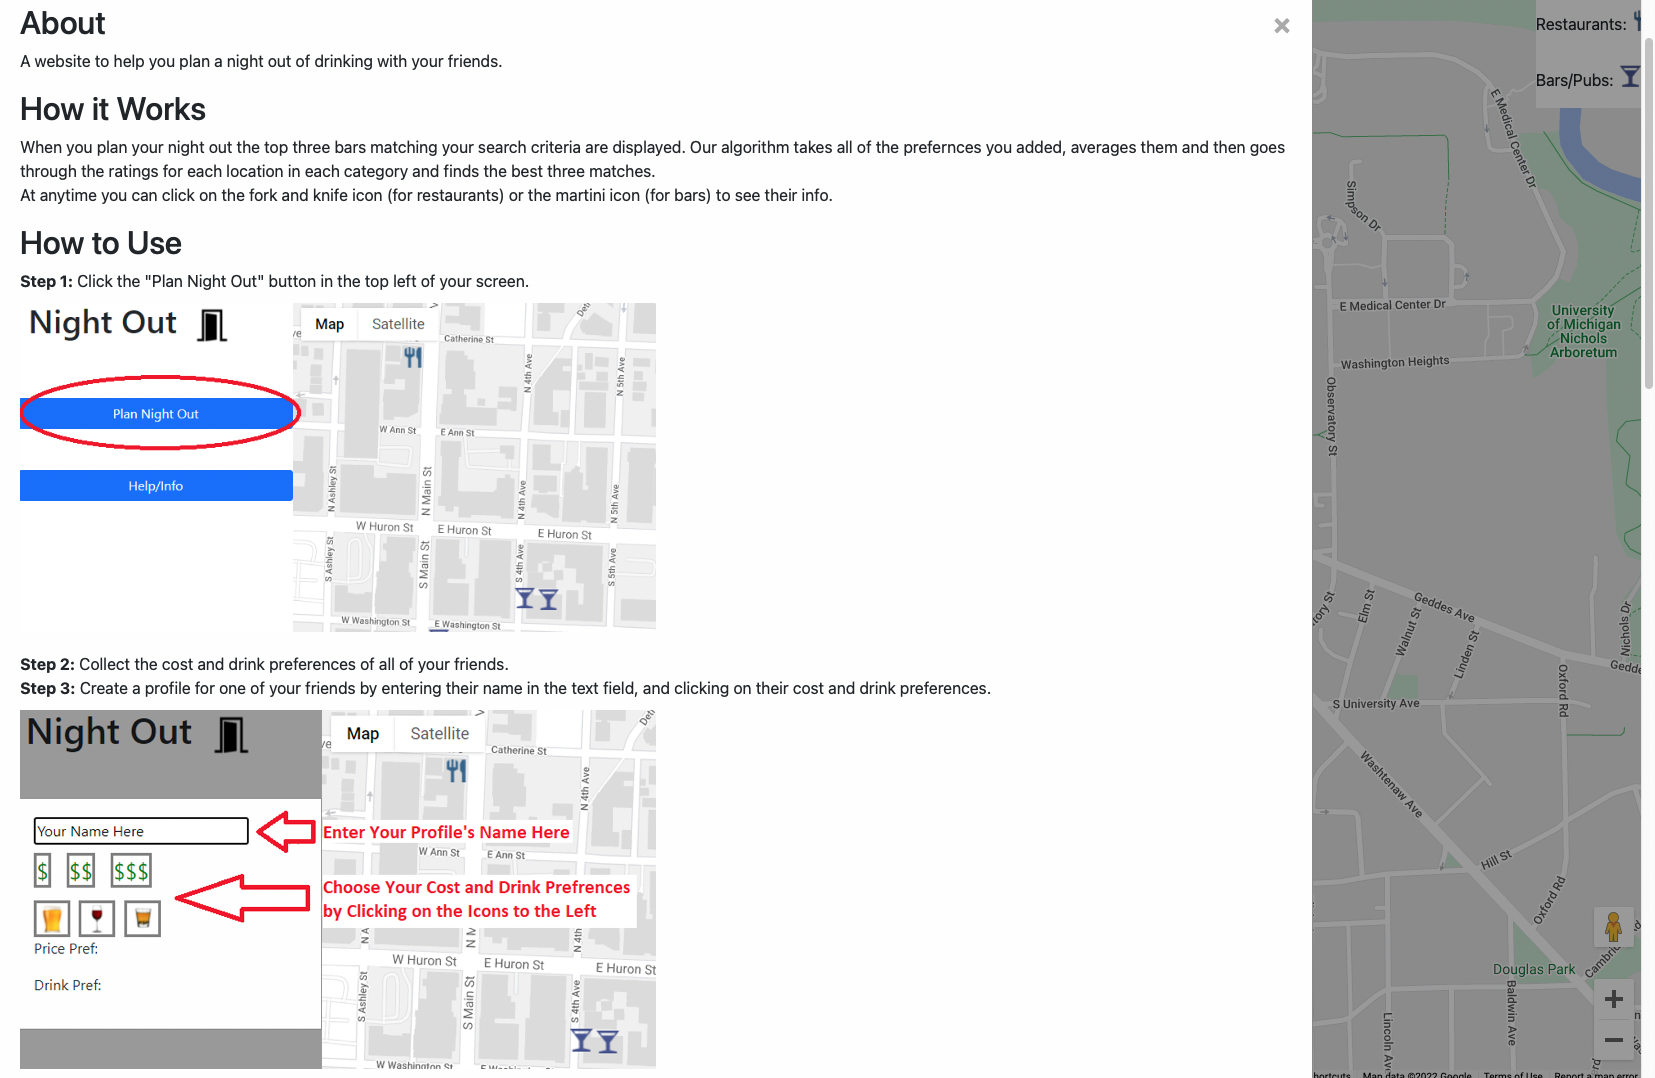 About
×
A website to help you plan a night out of drinking with your friends.
How it Works
When you plan your night out the top three bars matching your search criteria are displayed. Our algorithm takes all of the prefernces you added, averages them and then goes
through the ratings for each location in each category and finds the best three matches.
At anytime you can click on the fork and knife icon (for restaurants) or the martini icon (for bars) to see their info.
How to Use
Step 1: Click the "Plan Night Out" button in the top left of your screen.
Night Out
Plan Night Out
Help/Info
Map Satellite
Catherine St
N 4th Ave
N 5th Ave
W Ann St
E Ann St
N Ashley St
N Main St
N 4th Ave
N 5th Ave
W Huron St
E Huron St
E Huron St
S Ashley St
S Main St
S 4th Ave
S 5th Ave
W Washington St
E Washington St
Step 2: Collect the cost and drink preferences of all of your friends.
Step 3: Create a profile for one of your friends by entering their name in the text field, and clicking on their cost and drink preferences.
Night Out
Map Satellite
Catherine St
N 4th Ave
Your Name Here
Enter Your Profile's Name Here
W Ann St
E Ann St
$ $$ $$$
Choose Your Cost and Drink Prefrences
by Clicking on the Icons to the Left
Price Pref:
Drink Pref:
N 4th
W Huron St
E Huron St
E Huron St
S Ashley St
S Main St
S 4th Ave
W Washington St
Restaurants:
Bars/Pubs:
E Medical Center Dr
Simpson Dr
E Medical Center Dr
University
of Michigan
Nichols
Arboretum
Washington Heights
Observatory St
Elm St
Geddes Ave
Walnut St
Linden St
Nichols Dr
Oxford Rd
S University Ave
Washtenaw Ave
Hill St
Oxford Rd
Douglas Park
Baldwin Ave
Lincoln Ave
+
−
Map data ©2022 Google
Terms of Use
Report a map error